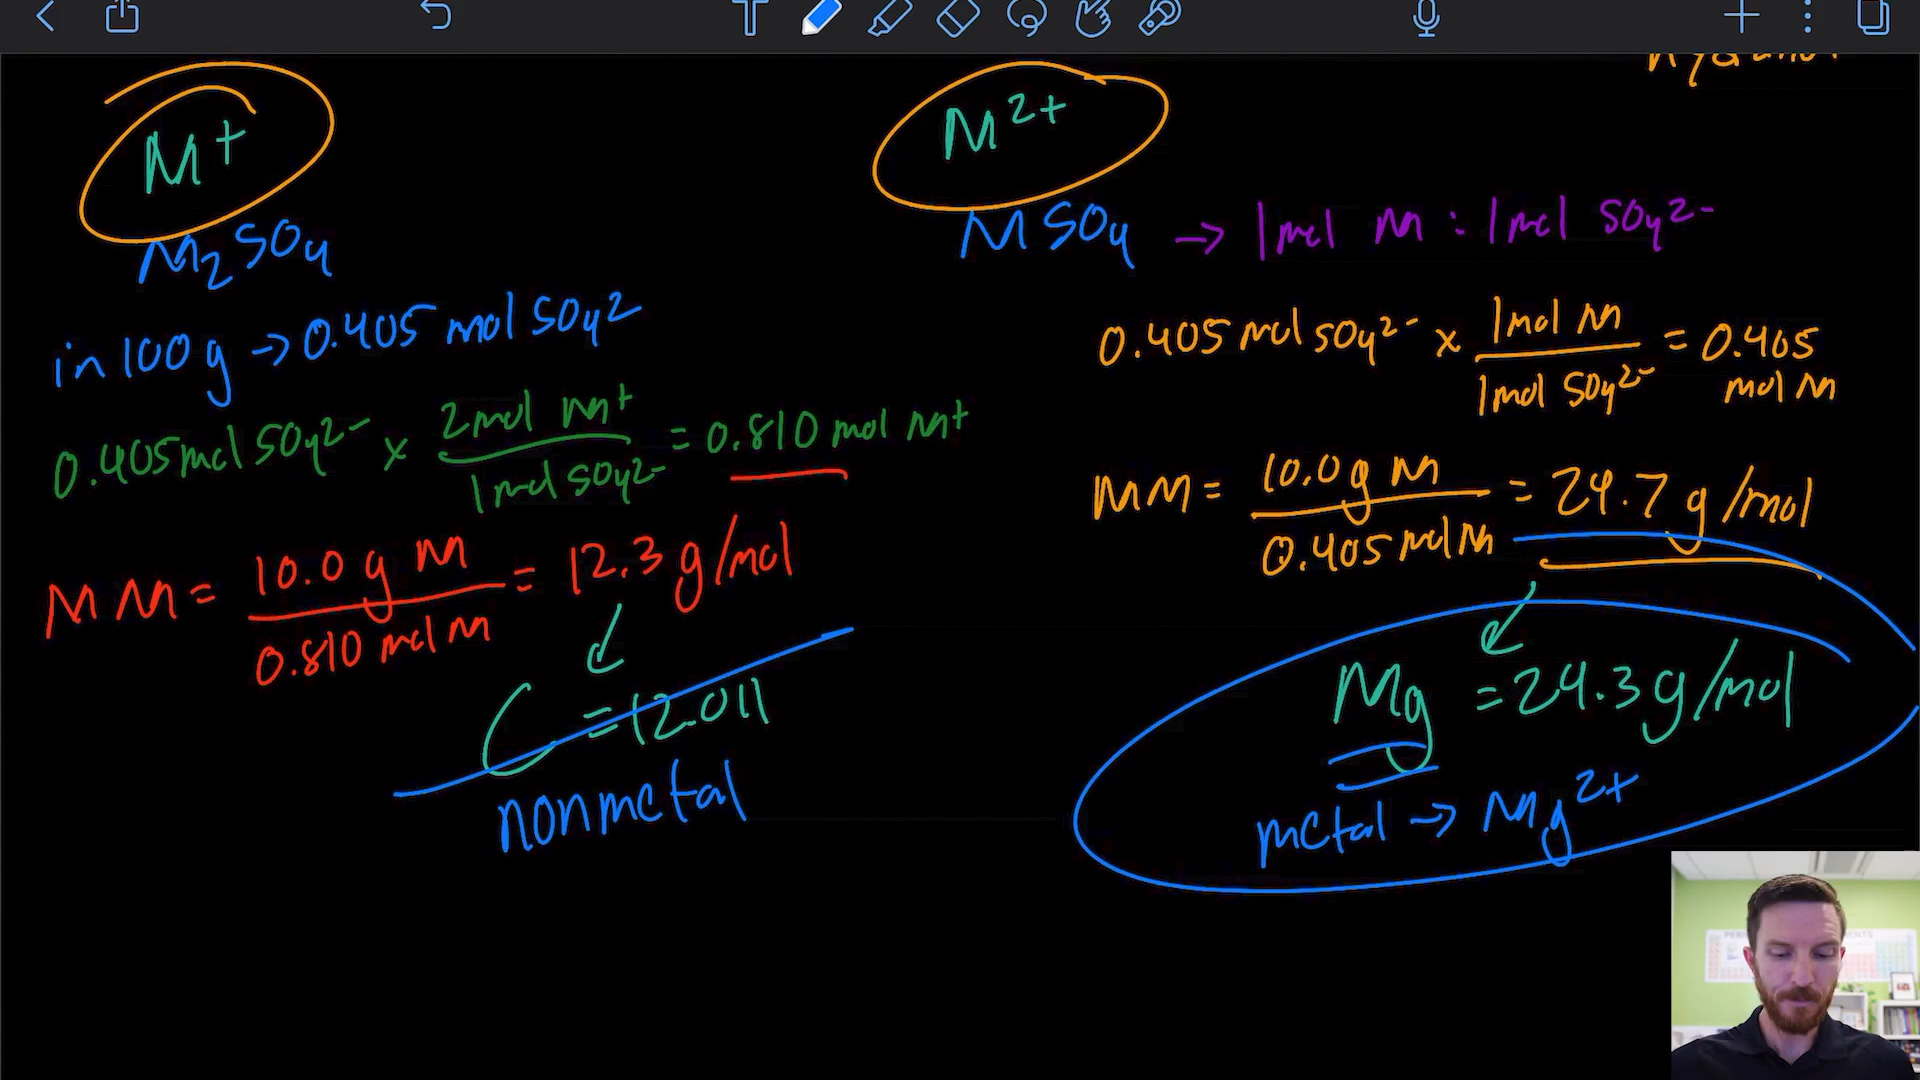 M+
M2SO4
in 100g -> 0.405 mol SO4 2
0.405 mol SO4 2- x 2 mol M+ / 1 mol SO4 2- = 0.810 mol M+
MM = 10.0 g M / 0.810 mol M = 12.3 g/mol
C = 12.011
nonmetal
M2+
MSO4 -> 1 mol M : 1 mol SO4 2-
0.405 mol SO4 2- x 1 mol M / 1 mol SO4 2- = 0.405 mol M
MM = 10.0 g M / 0.405 mol M = 24.7 g/mol
Mg = 24.3 g/mol
metal -> Mg2+